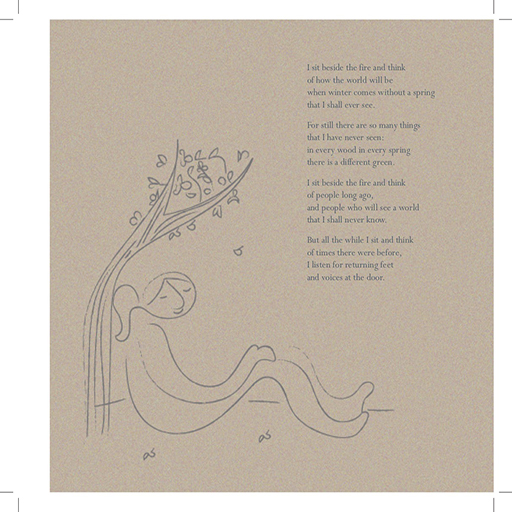 I sit beside the fire and think
of how the world will be
when winter comes without a spring
that I shall ever see.
For still there are so many things
that I have never seen:
in every wood in every spring
there is a different green.
I sit beside the fire and think
of people long ago,
and people who will see a world
that I shall never know.
But all the while I sit and think
of times there were before,
I listen for returning feet
and voices at the door.